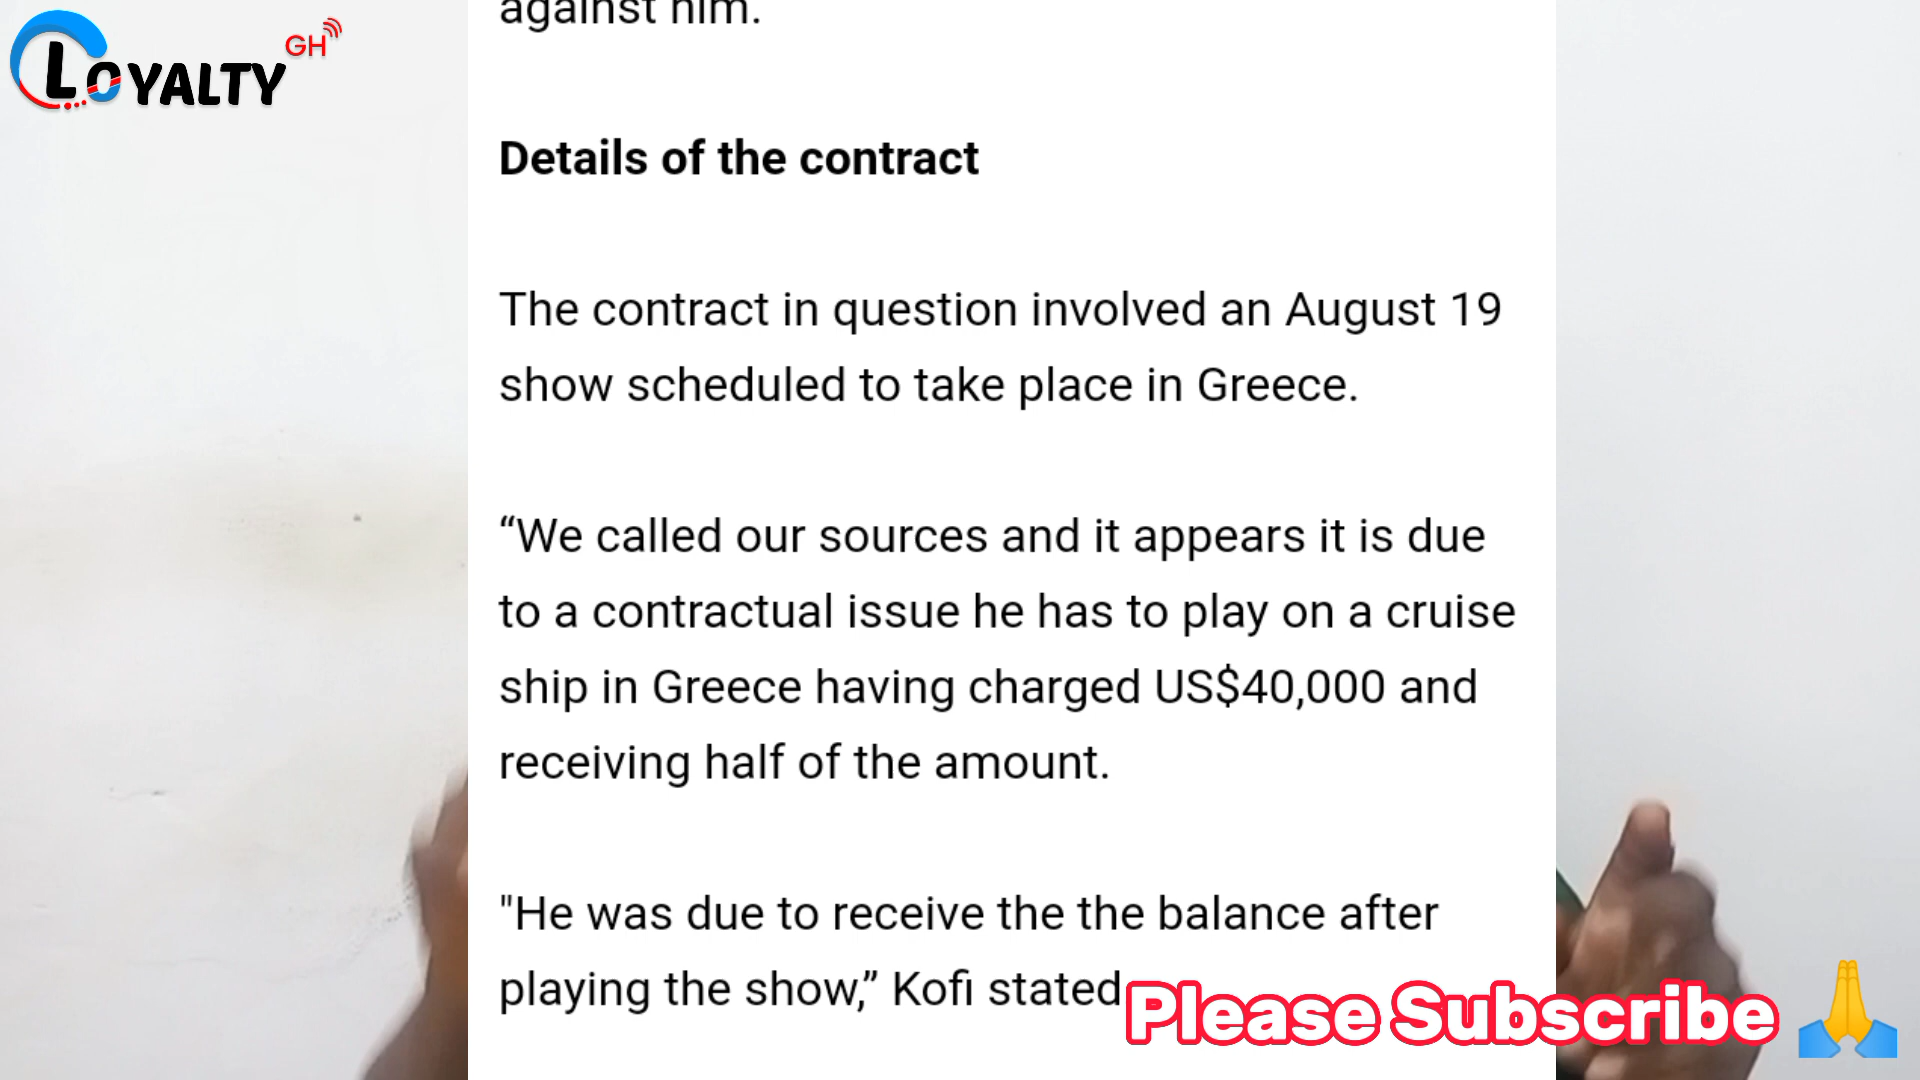 LOYALTY GH
against him.
Details of the contract
The contract in question involved an August 19
show scheduled to take place in Greece.
“We called our sources and it appears it is due
to a contractual issue he has to play on a cruise
ship in Greece having charged US$40,000 and
receiving half of the amount.
"He was due to receive the the balance after
playing the show,” Kofi stated
Please Subscribe